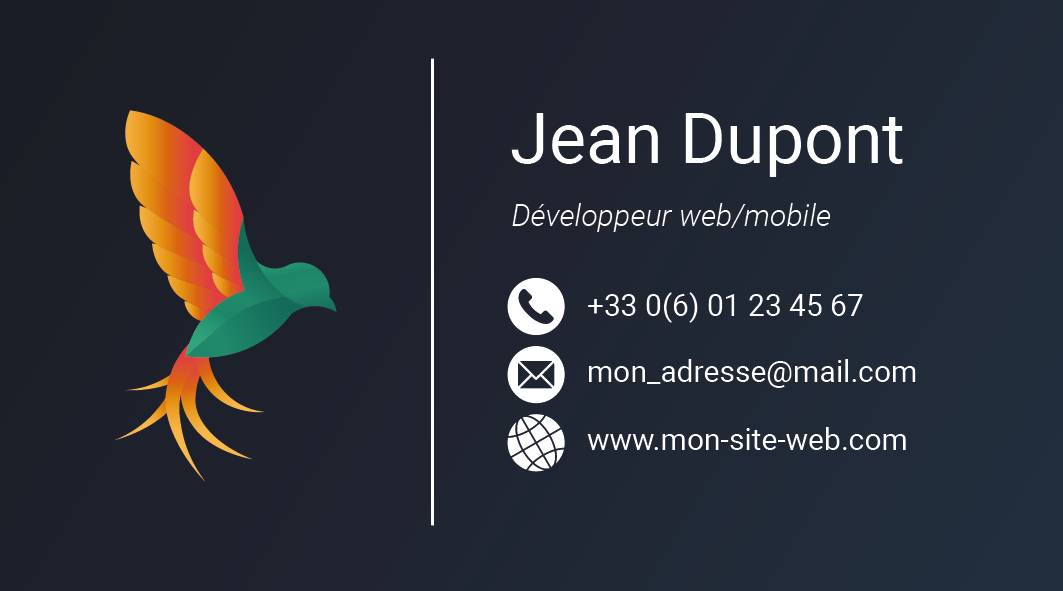 Jean Dupont
Développeur web/mobile
+33 0(6) 01 23 45 67
mon_adresse@mail.com
www.mon-site-web.com